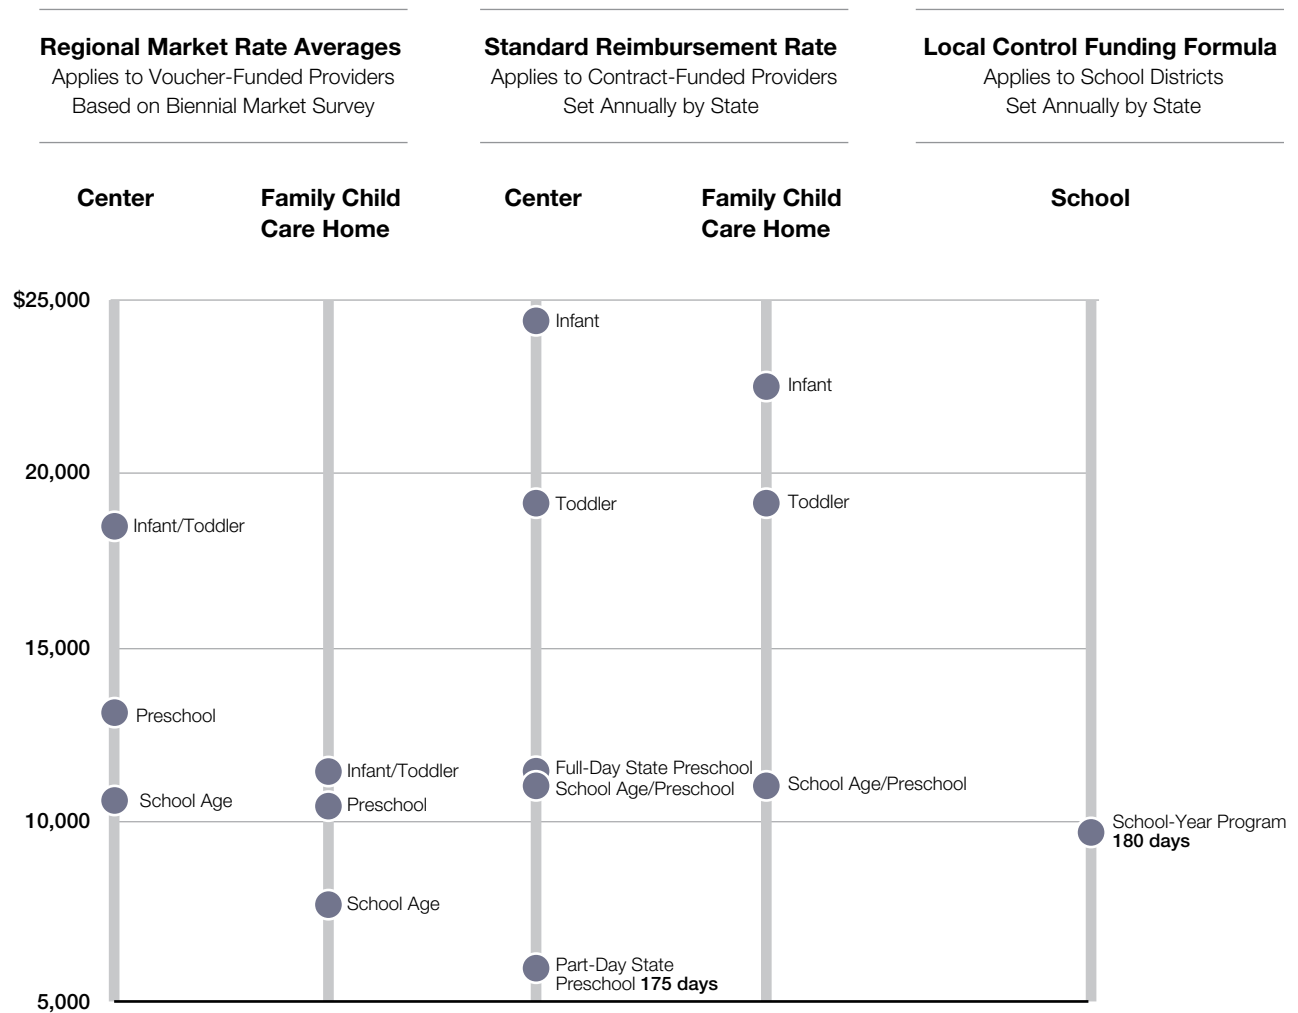 Regional Market Rate Averages
Applies to Voucher-Funded Providers
Based on Biennial Market Survey
Standard Reimbursement Rate
Applies to Contract-Funded Providers
Set Annually by State
Local Control Funding Formula
Applies to School Districts
Set Annually by State
Center
Family Child
Care Home
Center
Family Child
Care Home
School
$25,000
20,000
15,000
10,000
5,000
Infant/Toddler
Preschool
School Age
Infant/Toddler
Preschool
School Age
Infant
Toddler
Full-Day State Preschool
School Age/Preschool
Part-Day State
Preschool 175 days
Infant
Toddler
School Age/Preschool
School-Year Program
180 days